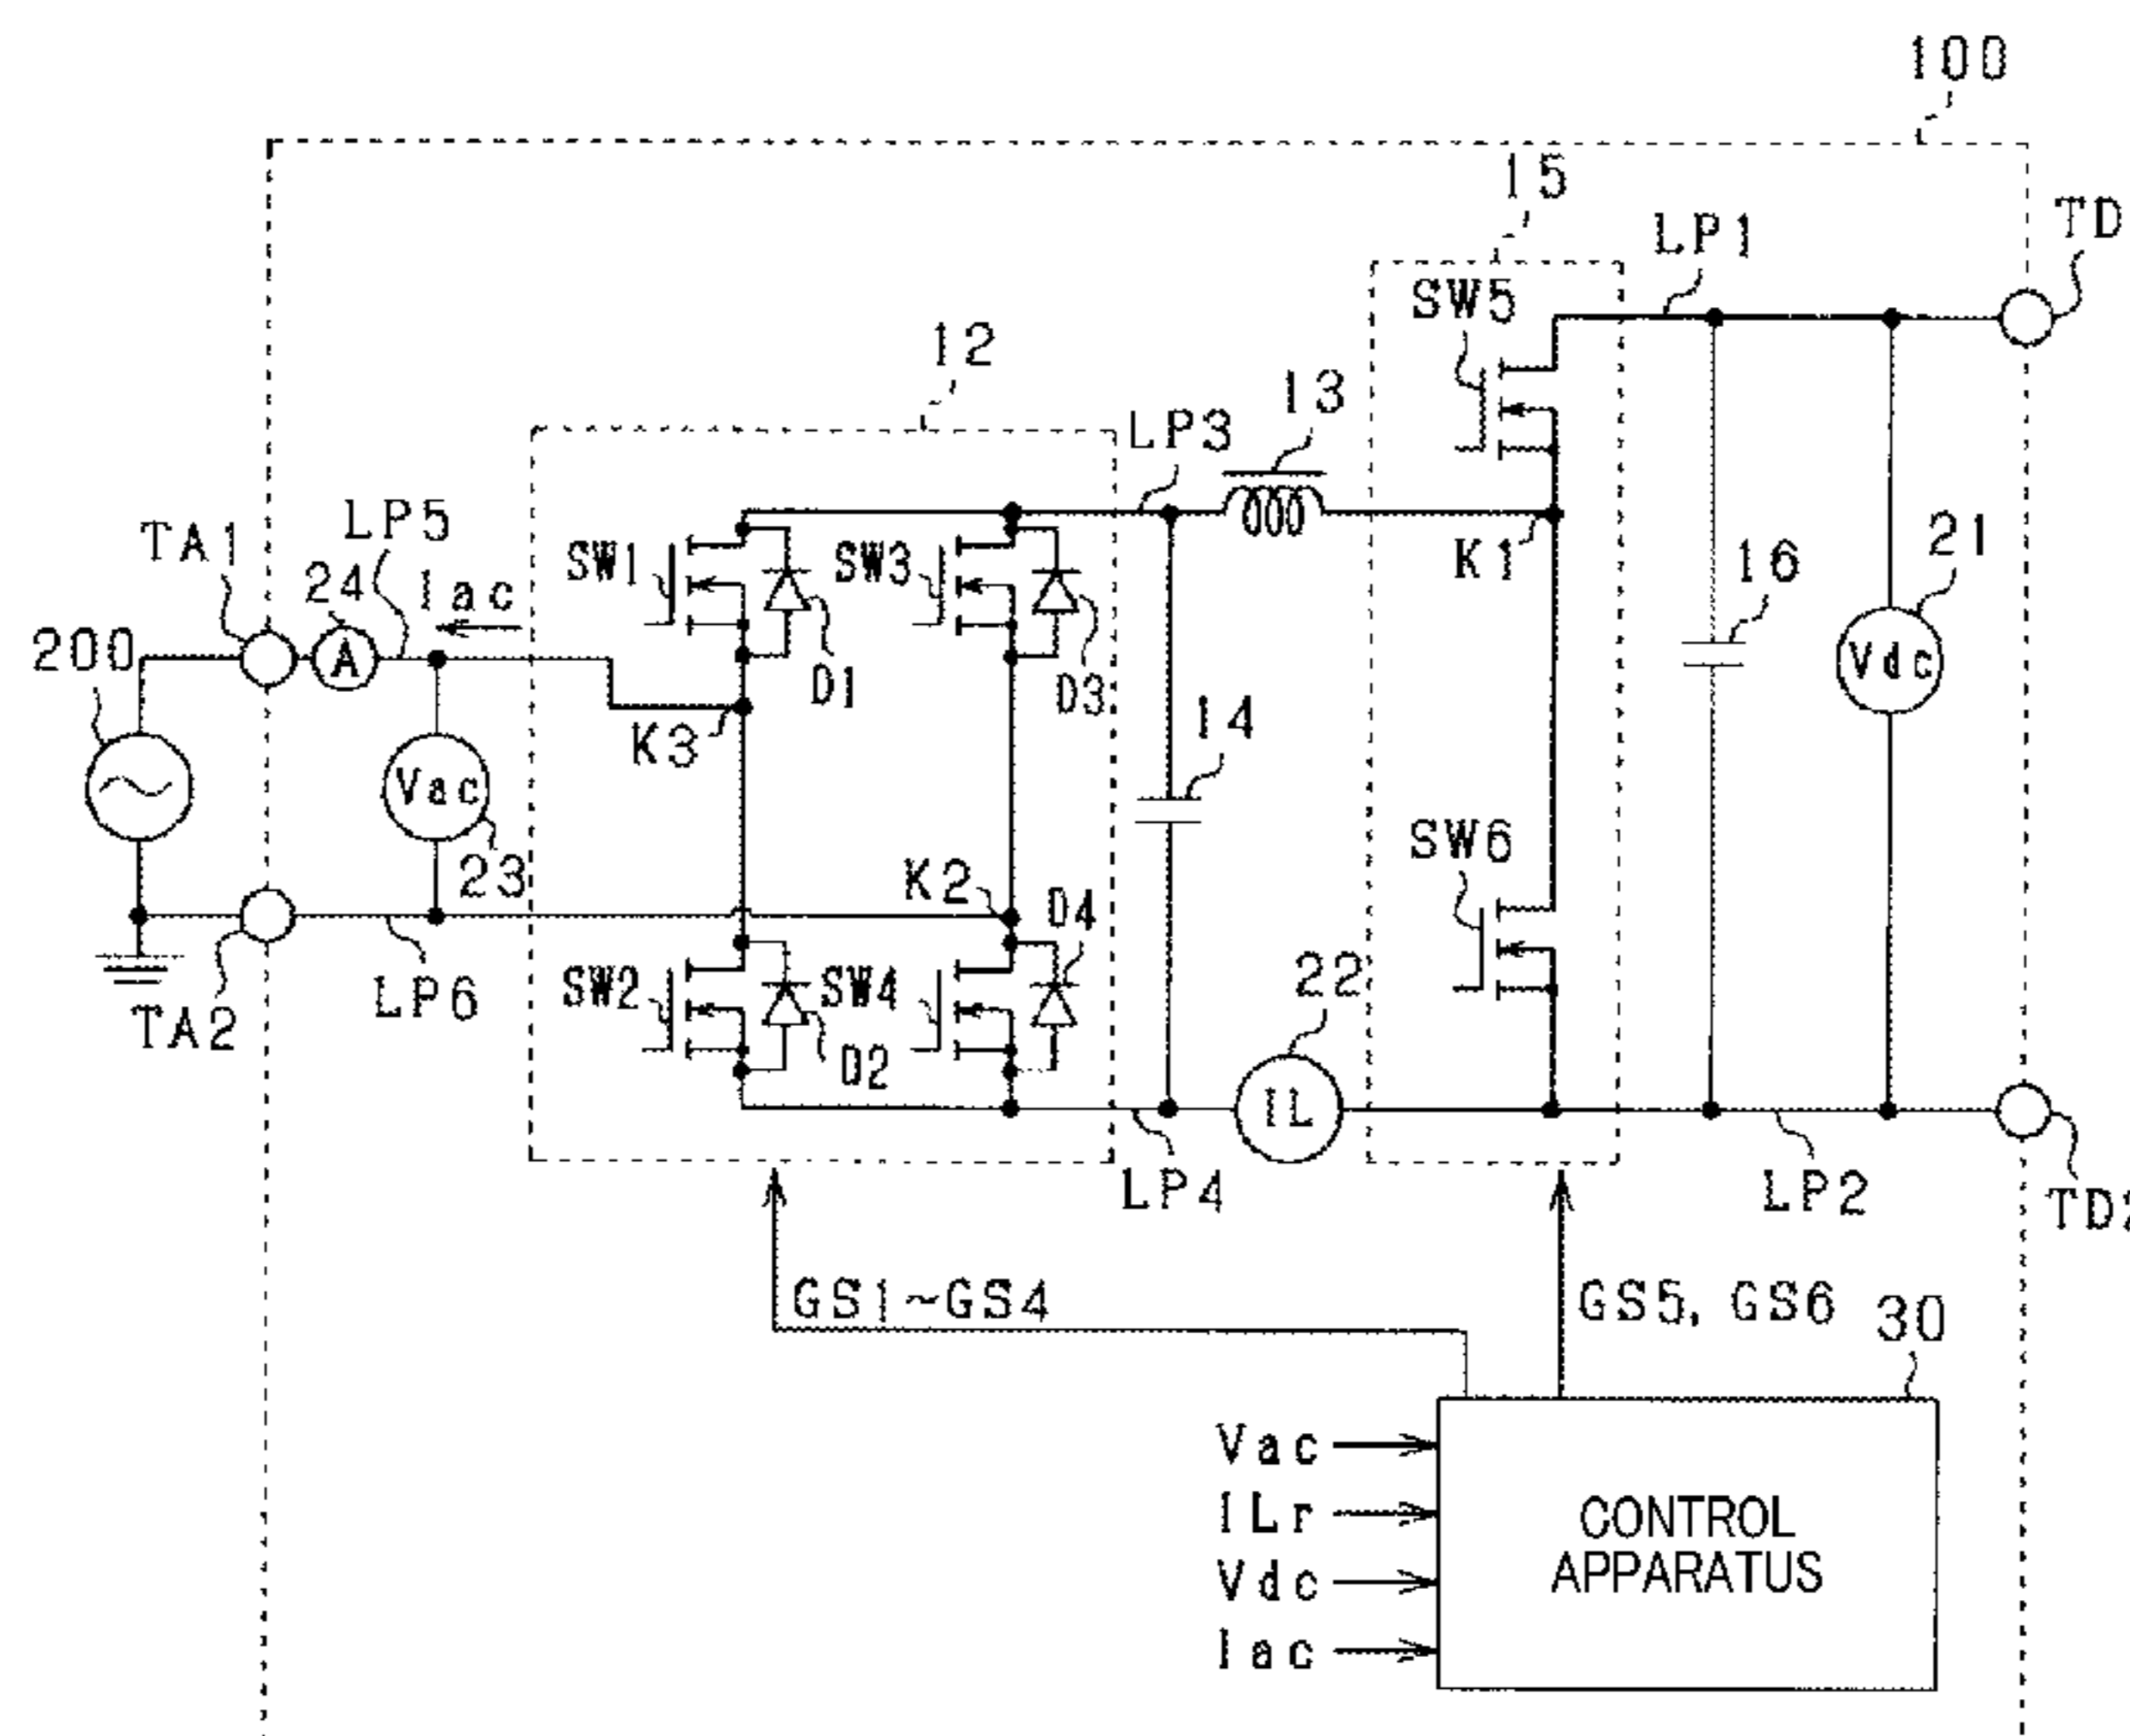 100
15
LP1
TD
SW5
12
13
LP3
LP5
TA1
24
Iac
SW1
SW3
K1
16
21
200
A
D1
D3
Vdc
K3
14
Vac
SW6
23
K2
D4
22
LP6
SW2
SW4
TA2
D2
IL
LP4
LP2
TD2
GS1~GS4
GS5, GS6
30
Vac
ILr
Vdc
Iac
CONTROL
APPARATUS